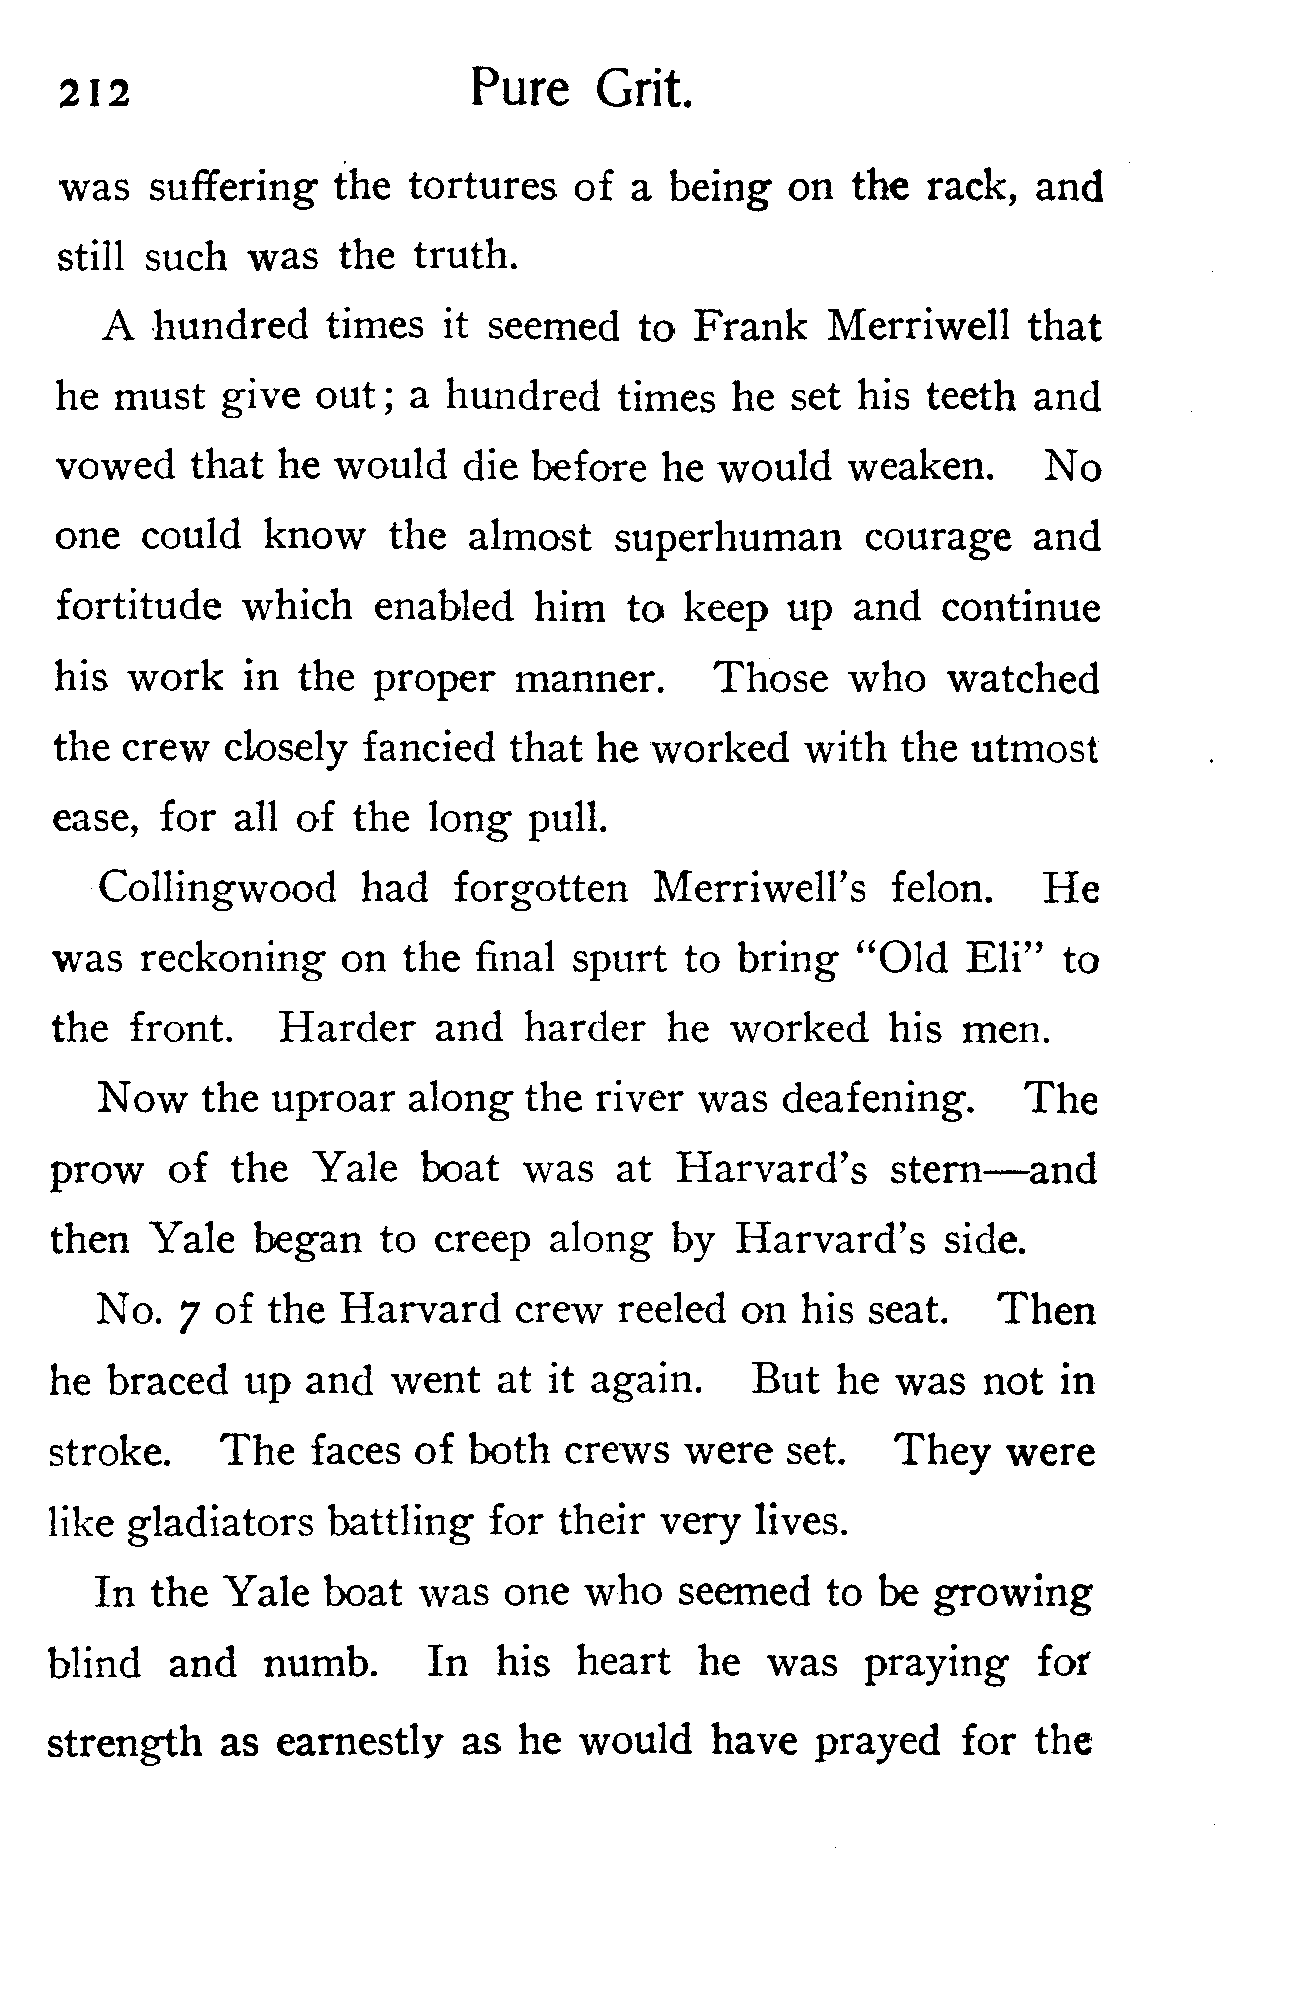 212 Pure Grit.
was suffering the tortures of a being on the rack, and
still such was the truth.
A hundred times it seemed to Frank Merriwell that
he must give out; a hundred times he set his teeth and
vowed that he would die before he would weaken. No
one could know the almost superhuman courage and
fortitude which enabled him to keep up and continue
his work in the proper manner. Those who watched
the crew closely fancied that he worked with the utmost
ease, for all of the long pull.
Collingwood had forgotten Merriwell's felon. He
was reckoning on the final spurt to bring "Old Eli" to
the front. Harder and harder he worked his men.
Now the uproar along the river was deafening. The
prow of the Yale boat was at Harvard's stern—and
then Yale began to creep along by Harvard's side.
No. 7 of the Harvard crew reeled on his seat. Then
he braced up and went at it again. But he was not in
stroke. The faces of both crews were set. They were
like gladiators battling for their very lives.
In the Yale boat was one who seemed to be growing
blind and numb. In his heart he was praying for
strength as earnestly as he would have prayed for the